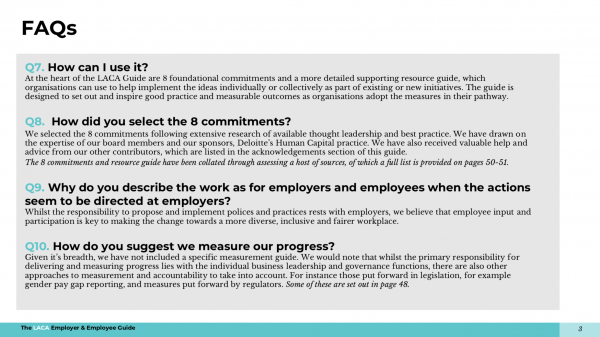 FAQs
Q7. How can I use it?
At the heart of the LACA Guide are 8 foundational commitments and a more detailed supporting resource guide, which
organisations can use to help implement the ideas individually or collectively as part of existing or new initiatives. The guide is
designed to set out and inspire good practice and measurable outcomes as organisations adopt the measures in their pathway.
Q8. How did you select the 8 commitments?
We selected the 8 commitments following extensive research of available thought leadership and best practice. We have drawn on
the expertise of our board members and our sponsors, Deloitte's Human Capital practice. We have also received valuable help and
advice from our other contributors, which are listed in the acknowledgements section of this guide.
The 8 commitments and resource guide have been collated through assessing a host of sources, of which a full list is provided on pages 50-51.
Q9. Why do you describe the work as for employers and employees when the actions
seem to be directed at employers?
Whilst the responsibility to propose and implement polices and practices rests with employers, we believe that employee input and
participation is key to making the change towards a more diverse, inclusive and fairer workplace.
Q10. How do you suggest we measure our progress?
Given it's breadth, we have not included a specific measurement guide. We would note that whilst the primary responsibility for
delivering and measuring progress lies with the individual business leadership and governance functions, there are also other
approaches to measurement and accountability to take into account. For instance those put forward in legislation, for example
gender pay gap reporting, and measures put forward by regulators. Some of these are set out in page 48.
The LACA Employer & Employee Guide
3